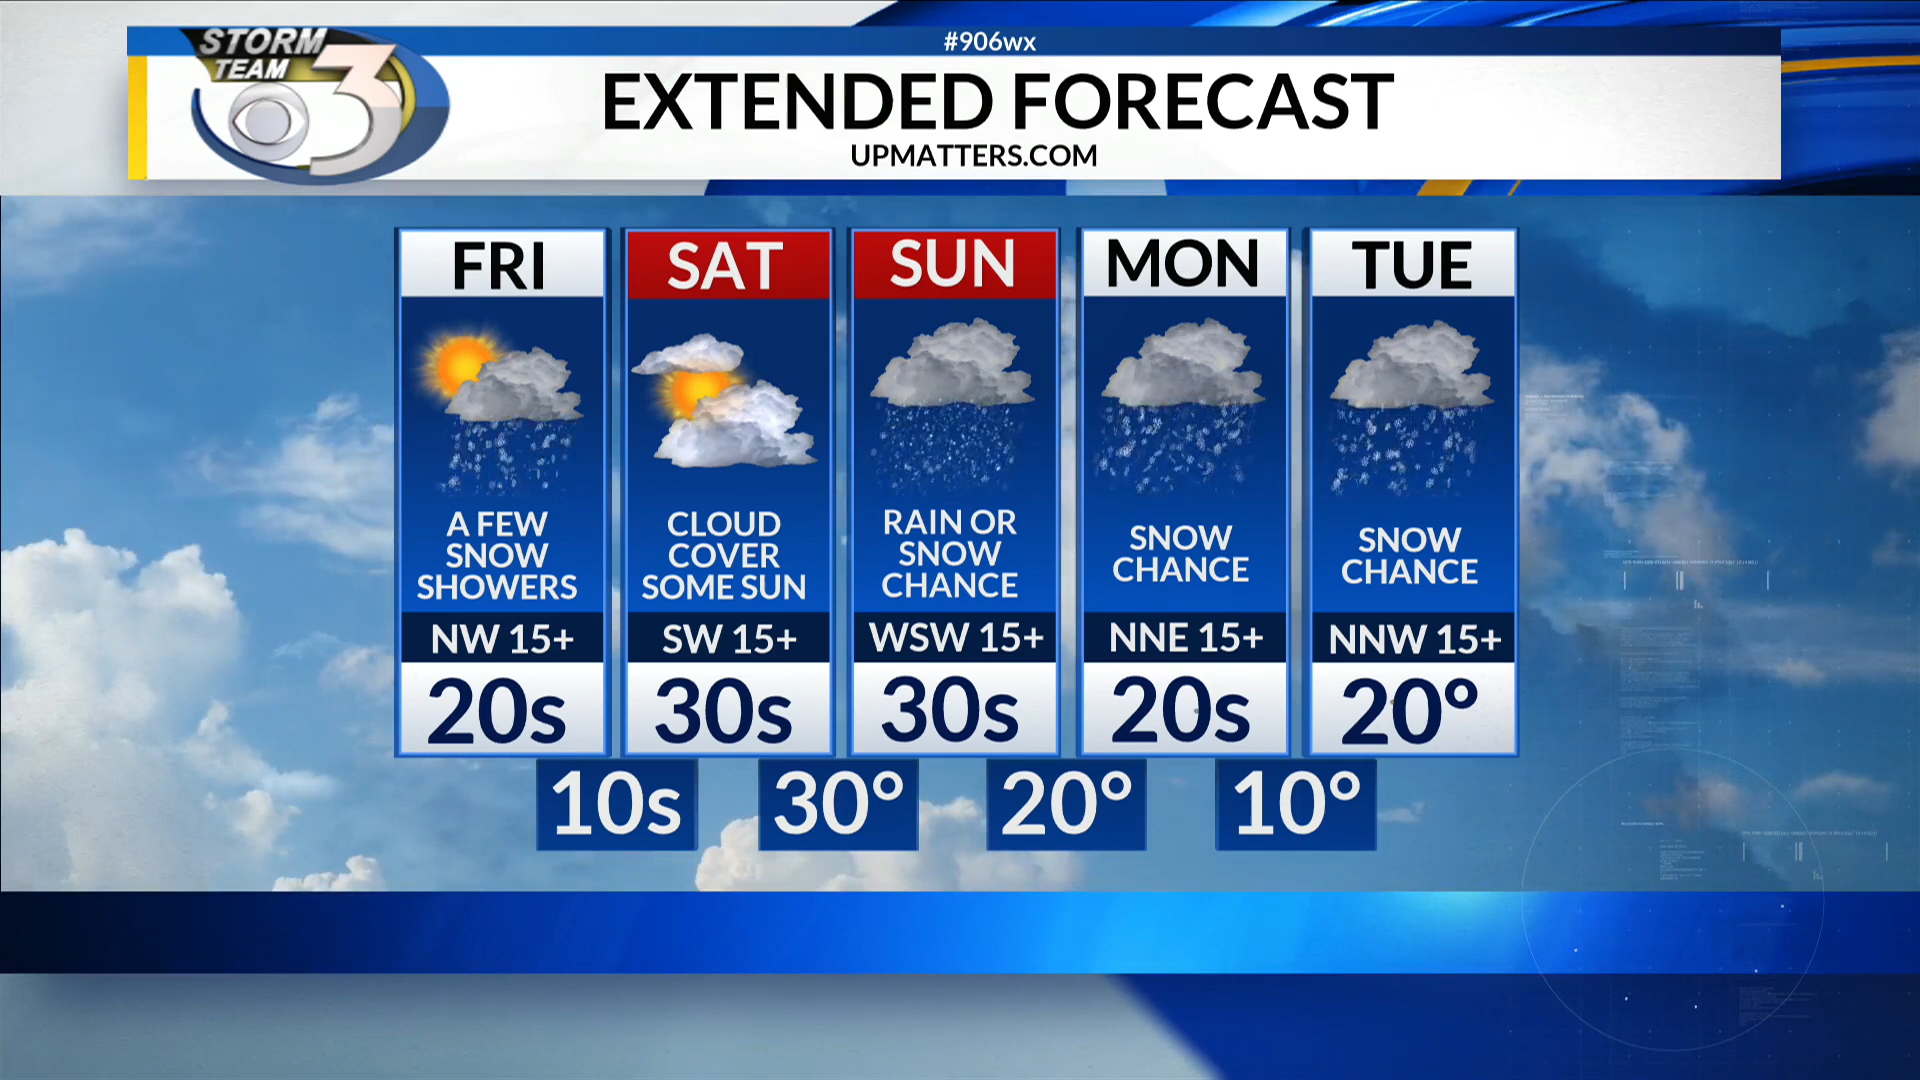 #906wx
STORM
TEAM
3
EXTENDED FORECAST
UPMATTERS.COM
FRI
A FEW
SNOW
SHOWERS
NW 15+
20s
SAT
CLOUD
COVER
SOME SUN
SW 15+
30s
SUN
RAIN OR
SNOW
CHANCE
WSW 15+
30s
MON
SNOW
CHANCE
NNE 15+
20s
TUE
SNOW
CHANCE
NNW 15+
20°
10s
30°
20°
10°